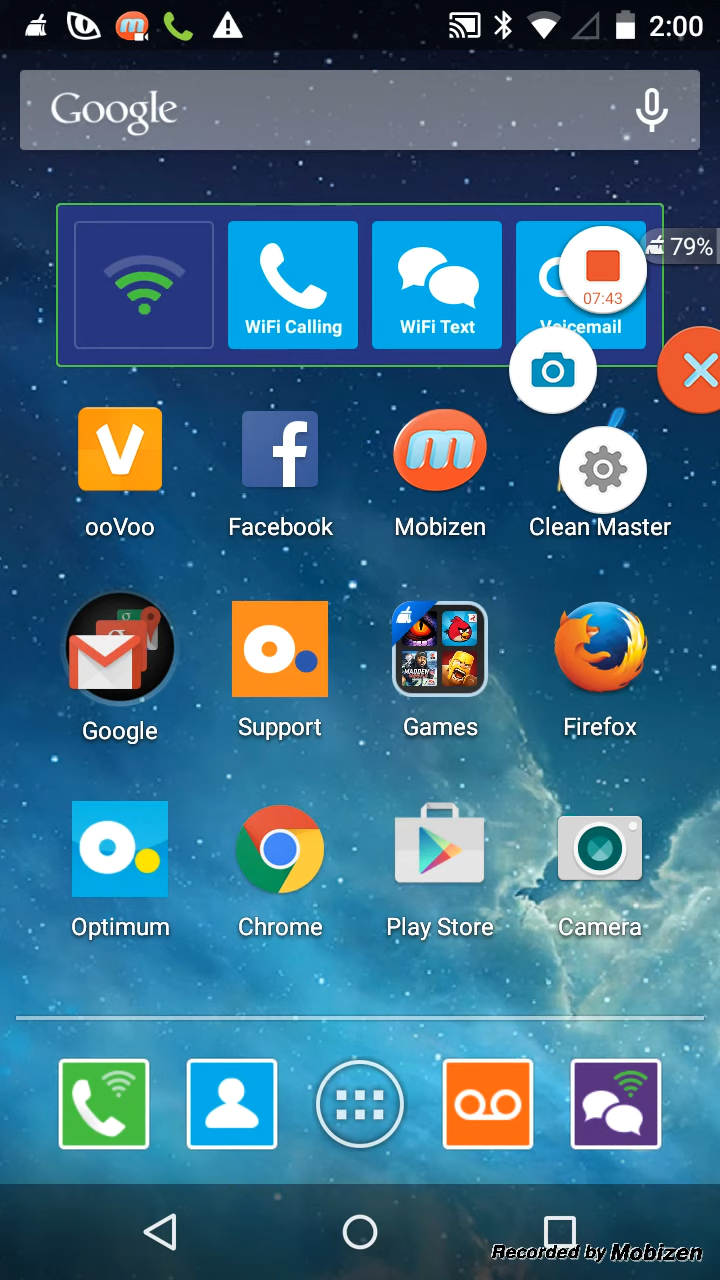 2:00
Google
79%
07:43
WiFi Calling
WiFi Text
Voicemail
ooVoo
Facebook
Mobizen
Clean Master
Google
Support
Games
Firefox
Optimum
Chrome
Play Store
Camera
Recorded by Mobizen